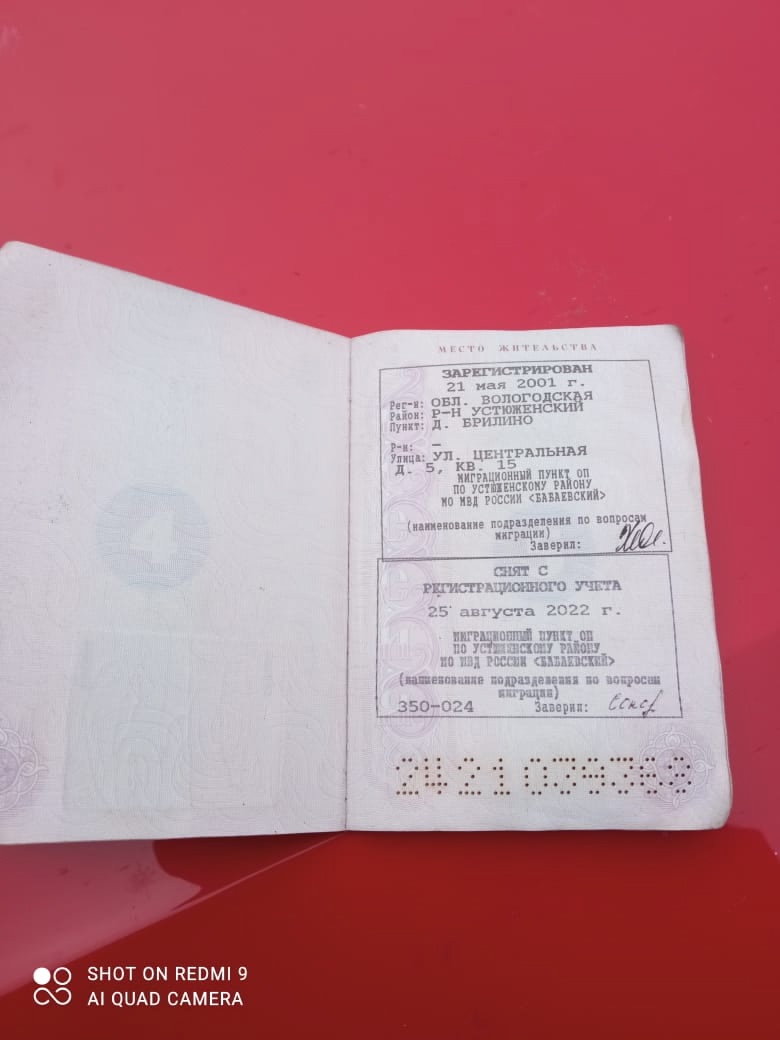 4
МЕСТО ЖИТЕЛЬСТВА
ЗАРЕГИСТРИРОВАН
21 мая 2001 г.
Рег-н: ОБЛ. ВОЛОГОДСКАЯ
Район: Р-Н УСТЮЖЕНСКИЙ
Пункт: Д. БРИЛИНО
Р-н: –
Улица: УЛ. ЦЕНТРАЛЬНАЯ
Д. 5, КВ. 15
МИГРАЦИОННЫЙ ПУНКТ ОП
ПО УСТЮЖЕНСКОМУ РАЙОНУ
МО МВД РОССИИ <БАБАЕВСКИЙ>
(наименование подразделения по вопросам
миграции)
Заверил:
СНЯТ С
РЕГИСТРАЦИОННОГО УЧЕТА
25 августа 2022 г.
МИГРАЦИОННЫЙ ПУНКТ ОП
ПО УСТЮЖЕНСКОМУ РАЙОНУ
МО МВД РОССИИ <БАБАЕВСКИЙ>
(наименование подразделения по вопросам
миграции)
350-024 Заверил:
24 21
SHOT ON REDMI 9
AI QUAD CAMERA